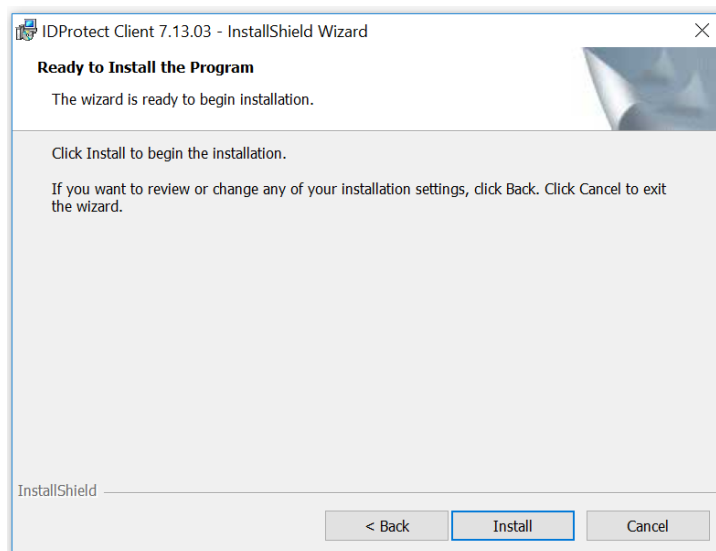 IDProtect Client 7.13.03 - InstallShield Wizard
Ready to Install the Program
The wizard is ready to begin installation.
Click Install to begin the installation.
If you want to review or change any of your installation settings, click Back. Click Cancel to exit
the wizard.
InstallShield
< Back
Install
Cancel